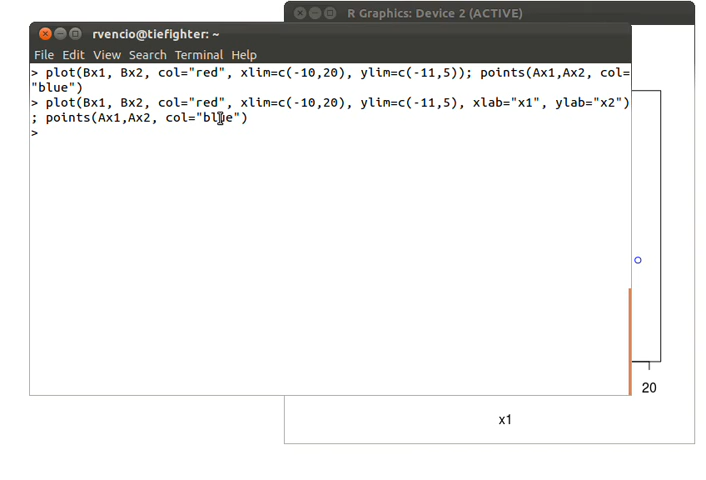 R Graphics: Device 2 (ACTIVE)
rvencio@tiefighter: ~
File Edit View Search Terminal Help
> plot(Bx1, Bx2, col="red", xlim=c(-10,20), ylim=c(-11,5)); points(Ax1,Ax2, col=
"blue")
> plot(Bx1, Bx2, col="red", xlim=c(-10,20), ylim=c(-11,5), xlab="x1", ylab="x2")
; points(Ax1,Ax2, col="blue")
>
20
x1